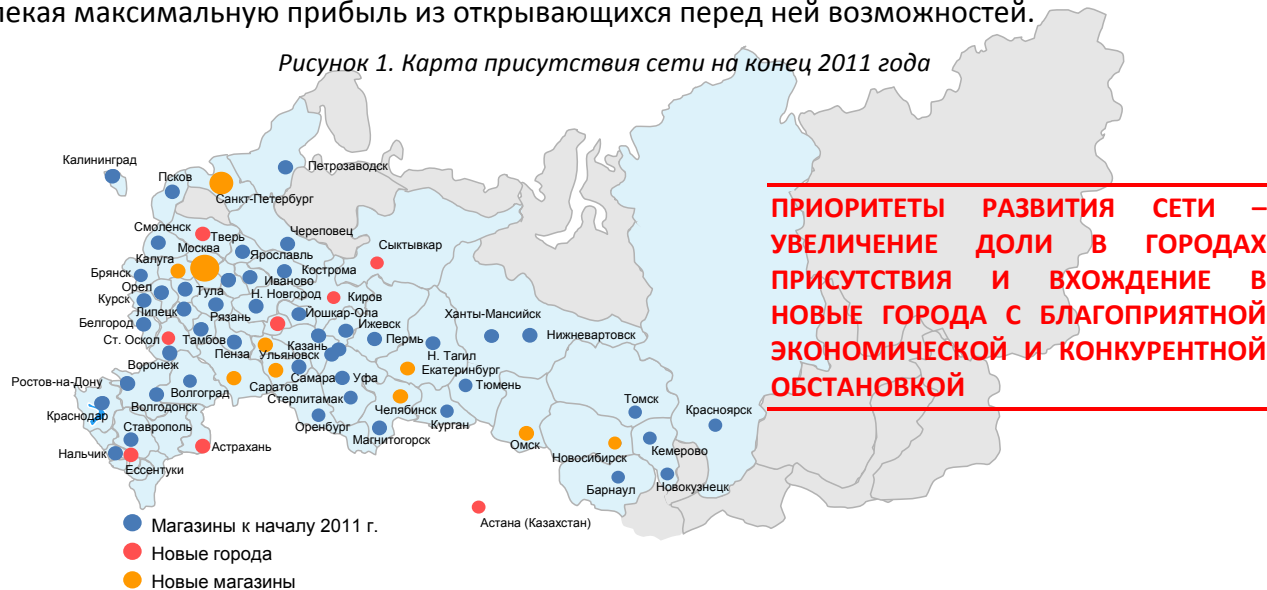 лекая максимальную прибыль из открывающихся перед ней возможностей.
Рисунок 1. Карта присутствия сети на конец 2011 года
Калининград
Псков
Петрозаводск
Санкт-Петербург
Смоленск
Тверь
Череповец
Сыктывкар
Москва
Ярославль
Калуга
Кострома
Брянск
Иваново
Орел
Тула
Н. Новгород
Киров
Курск
Липецк
Рязань
Йошкар-Ола
Ханты-Мансийск
Белгород
Ижевск
Нижневартовск
Ст. Оскол
Тамбов
Казань
Пермь
Пенза
Ульяновск
Н. Тагил
Воронеж
Екатеринбург
Ростов-на-Дону
Самара
Уфа
Саратов
Тюмень
Волгоград
Стерлитамак
Томск
Волгодонск
Челябинск
Красноярск
Краснодар
Курган
Ставрополь
Оренбург
Магнитогорск
Омск
Кемерово
Астрахань
Новосибирск
Нальчик
Ессентуки
Барнаул
Новокузнецк
Астана (Казахстан)
ПРИОРИТЕТЫ РАЗВИТИЯ СЕТИ –
УВЕЛИЧЕНИЕ ДОЛИ В ГОРОДАХ
ПРИСУТСТВИЯ И ВХОЖДЕНИЕ В
НОВЫЕ ГОРОДА С БЛАГОПРИЯТНОЙ
ЭКОНОМИЧЕСКОЙ И КОНКУРЕНТНОЙ
ОБСТАНОВКОЙ
Магазины к началу 2011 г.
Новые города
Новые магазины